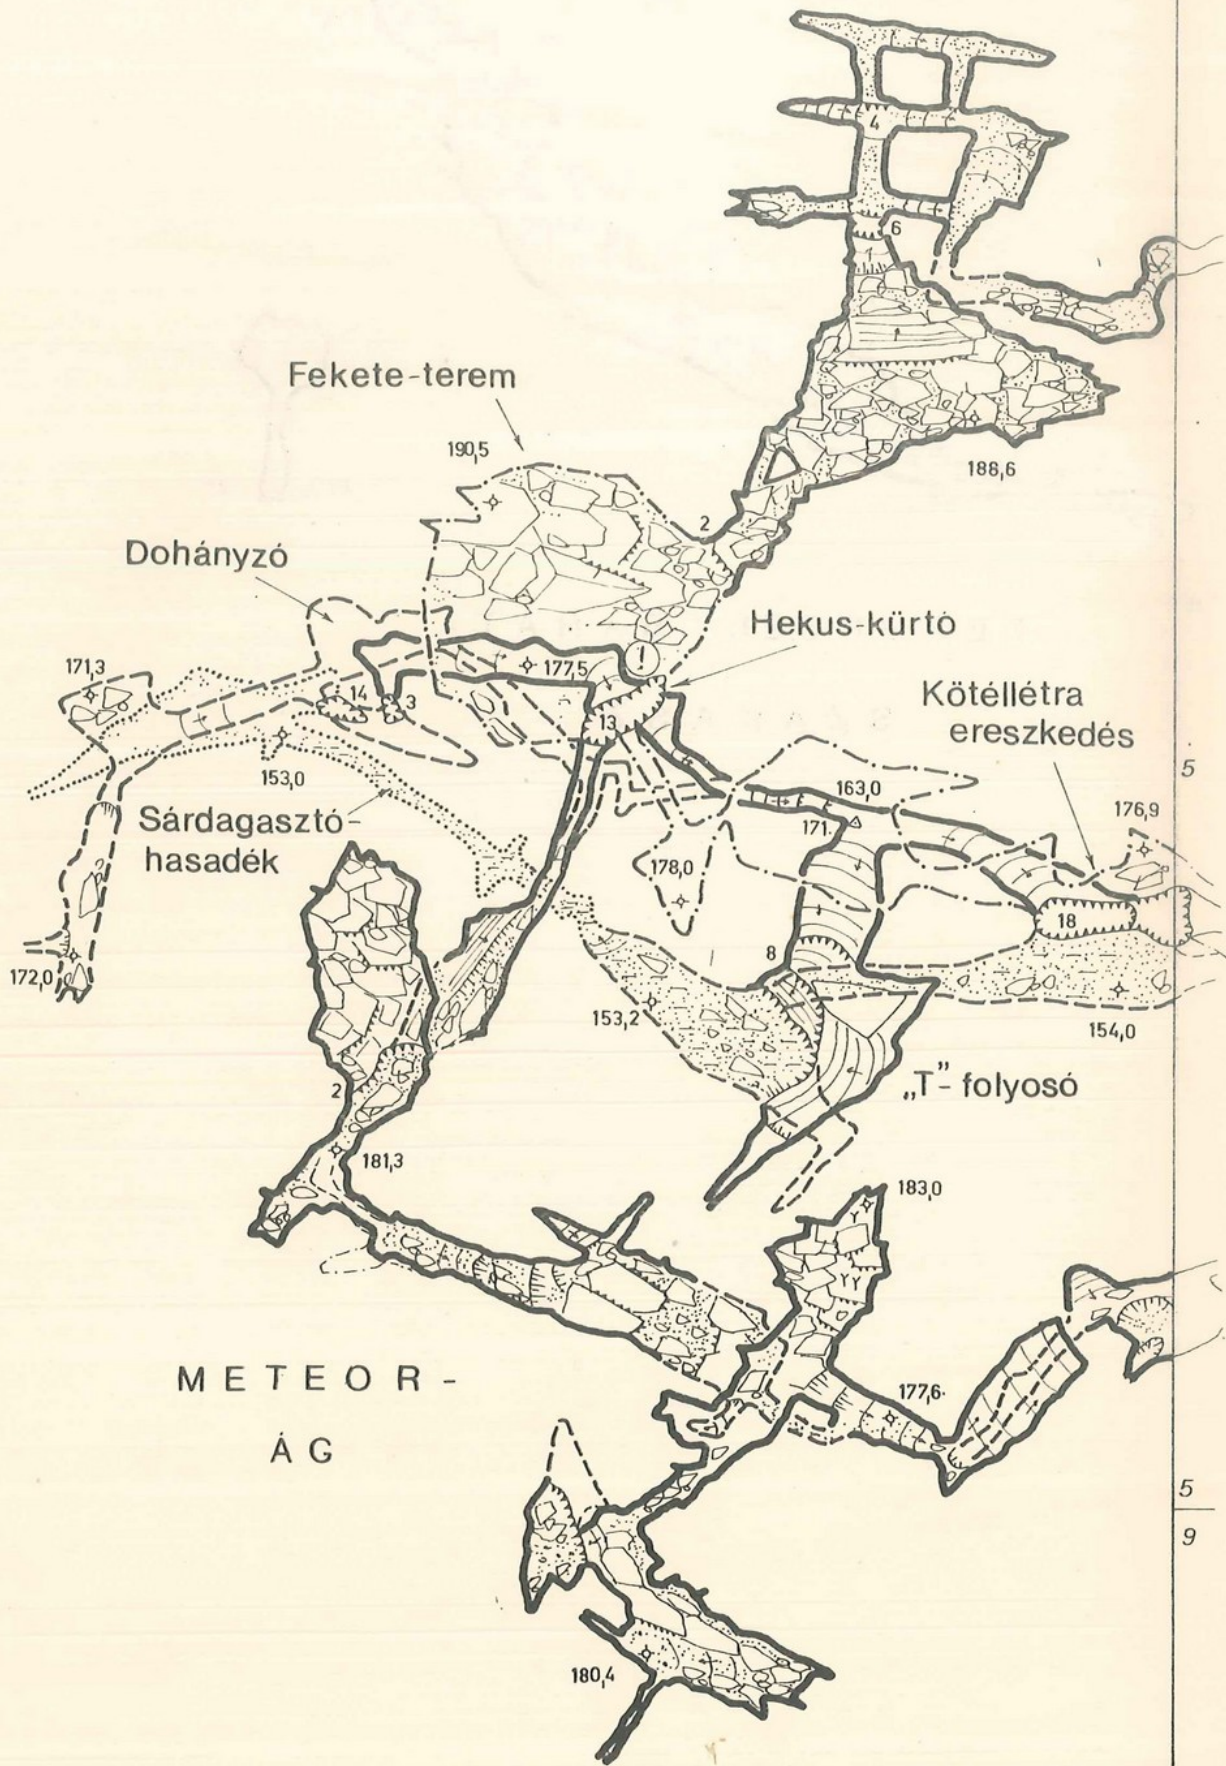 4
6
Fekete-terem
190,5
188,6
2
Dohányzó
Hekus-kürtő
!
171,3
177,5
14
3
13
Kötéllétra
ereszkedés
5
153,0
163,0
176,9
171
Sárdagasztó-
hasadék
178,0
18
8
172,0
153,2
154,0
2
„T”- folyosó
181,3
183,0
METEOR-
ÁG
177,6
5
9
180,4